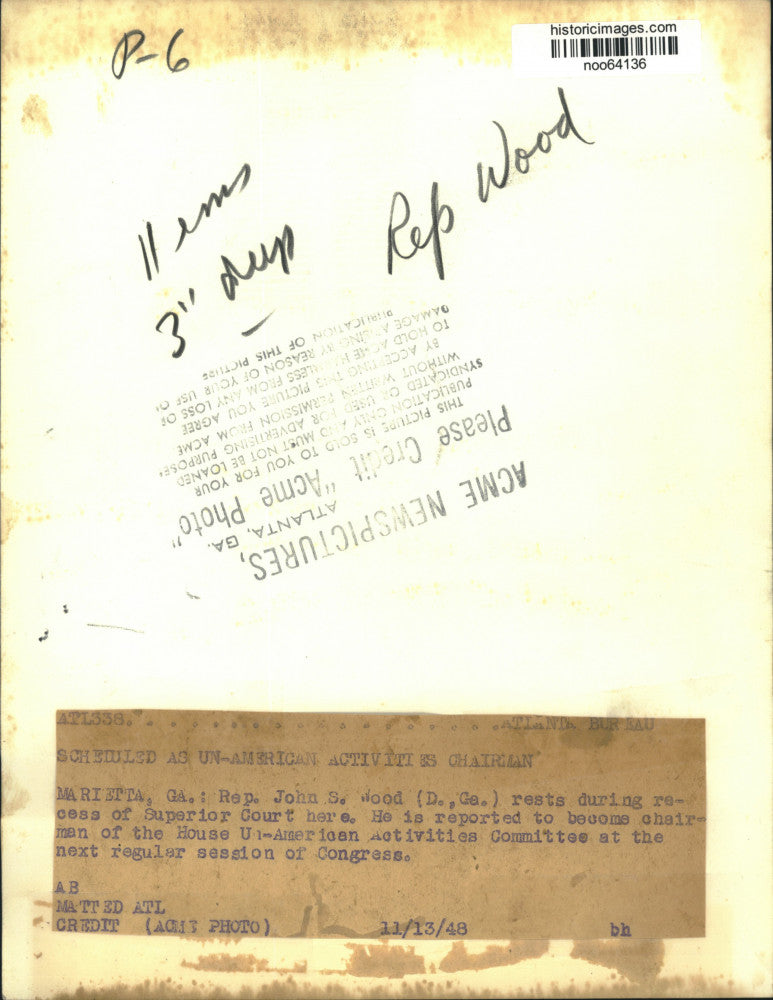 historicimages.com
noo64136
P-6
11 ems
3" deep
Rep Wood
ACME NEWSPICTURES,
ATLANTA, GA.
Please Credit "Acme Photo"
THIS PICTURE IS SOLD TO YOU FOR YOUR
PUBLICATION ONLY AND MUST NOT BE LOANED
SYNDICATED OR USED FOR ADVERTISING PURPOSES
WITHOUT WRITTEN PERMISSION FROM ACME
BY ACCEPTING THIS PICTURE YOU AGREE
TO HOLD ACME HARMLESS FROM ANY LOSS OR
DAMAGE ARISING BY REASON OF YOUR USE OF
PUBLICATION OF THIS PICTURE
ATL338. . . . . . . . . . . . . . . . . . ATLANTA BUREAU
SCHEDULED AS UN-AMERICAN ACTIVITIES CHAIRMAN
MARIETTA, GA.: Rep. John S. Wood (D.,Ga.) rests during re-
cess of Superior Court here. He is reported to become chair-
man of the House Un-American Activities Committee at the
next regular session of Congress.
AB
MATTED ATL
CREDIT (ACME PHOTO) 11/13/48 bh